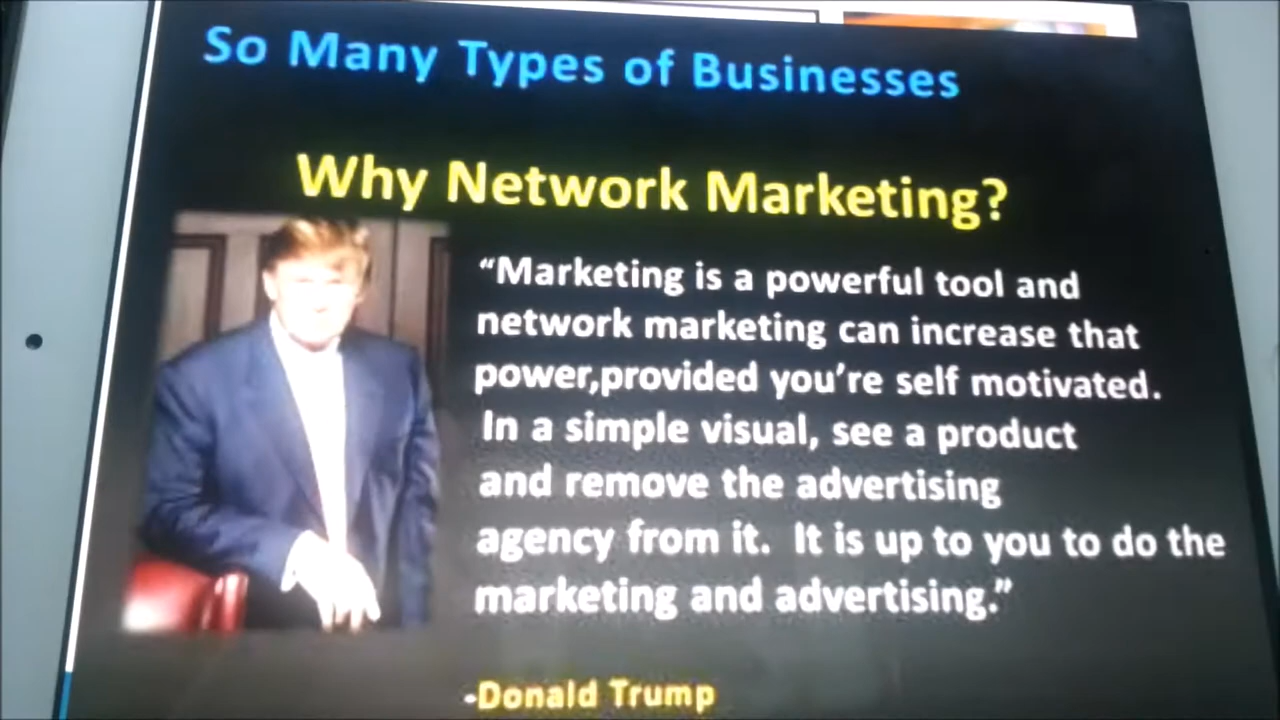 So Many Types of Businesses
Why Network Marketing?
“Marketing is a powerful tool and
network marketing can increase that
power,provided you’re self motivated.
In a simple visual, see a product
and remove the advertising
agency from it. It is up to you to do the
marketing and advertising.”
-Donald Trump